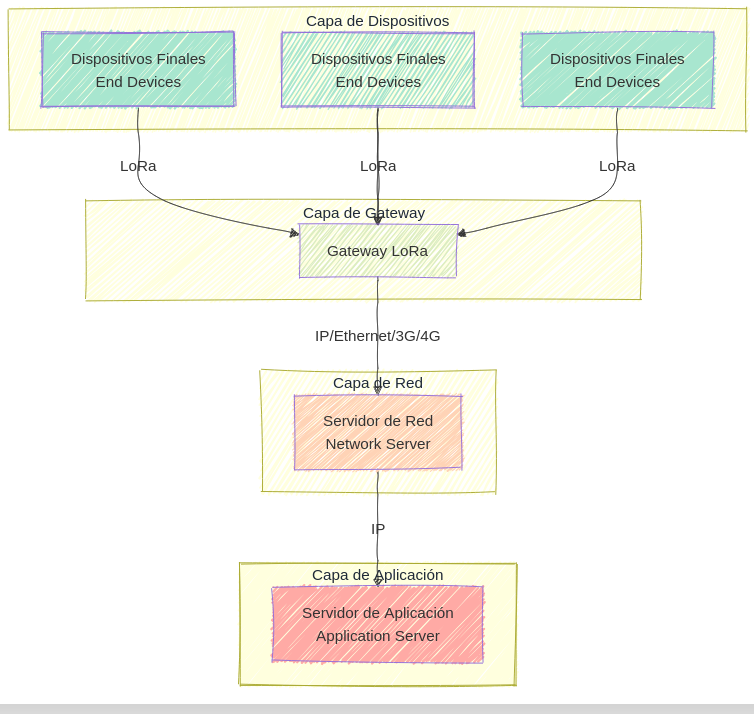 Capa de Dispositivos
Dispositivos Finales
End Devices
Dispositivos Finales
End Devices
Dispositivos Finales
End Devices
LoRa
LoRa
LoRa
Capa de Gateway
Gateway LoRa
IP/Ethernet/3G/4G
Capa de Red
Servidor de Red
Network Server
IP
Capa de Aplicación
Servidor de Aplicación
Application Server